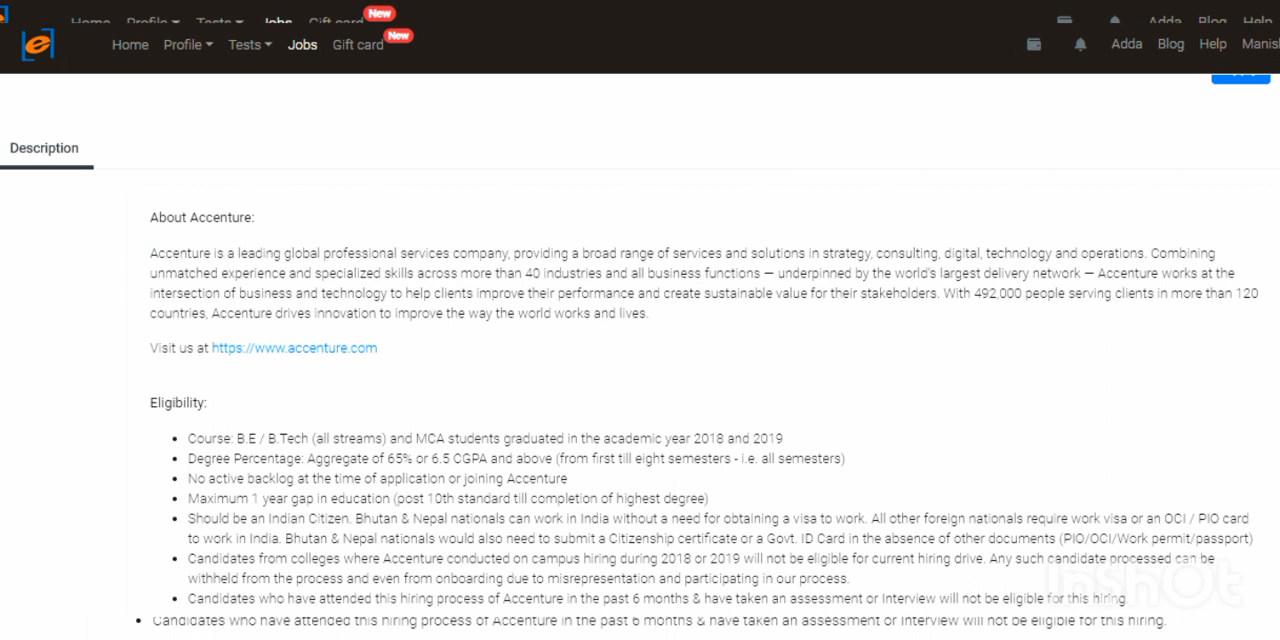 Home Profile Tests Jobs Gift card New Adda Blog Help
Home Profile Tests Jobs Gift card New Adda Blog Help Manish
Description
About Accenture:
Accenture is a leading global professional services company, providing a broad range of services and solutions in strategy, consulting, digital, technology and operations. Combining
unmatched experience and specialized skills across more than 40 industries and all business functions — underpinned by the world's largest delivery network — Accenture works at the
intersection of business and technology to help clients improve their performance and create sustainable value for their stakeholders. With 492,000 people serving clients in more than 120
countries, Accenture drives innovation to improve the way the world works and lives.
Visit us at https://www.accenture.com
Eligibility:
• Course: B.E / B.Tech (all streams) and MCA students graduated in the academic year 2018 and 2019
• Degree Percentage: Aggregate of 65% or 6.5 CGPA and above (from first till eight semesters - i.e. all semesters)
• No active backlog at the time of application or joining Accenture
• Maximum 1 year gap in education (post 10th standard till completion of highest degree)
• Should be an Indian Citizen. Bhutan & Nepal nationals can work in India without a need for obtaining a visa to work. All other foreign nationals require work visa or an OCI / PIO card
to work in India. Bhutan & Nepal nationals would also need to submit a Citizenship certificate or a Govt. ID Card in the absence of other documents (PIO/OCI/Work permit/passport)
• Candidates from colleges where Accenture conducted on campus hiring during 2018 or 2019 will not be eligible for current hiring drive. Any such candidate processed can be
withheld from the process and even from onboarding due to misrepresentation and participating in our process.
• Candidates who have attended this hiring process of Accenture in the past 6 months & have taken an assessment or Interview will not be eligible for this hiring.
• Candidates who have attended this hiring process of Accenture in the past 6 months & have taken an assessment or Interview will not be eligible for this hiring.
InShOt